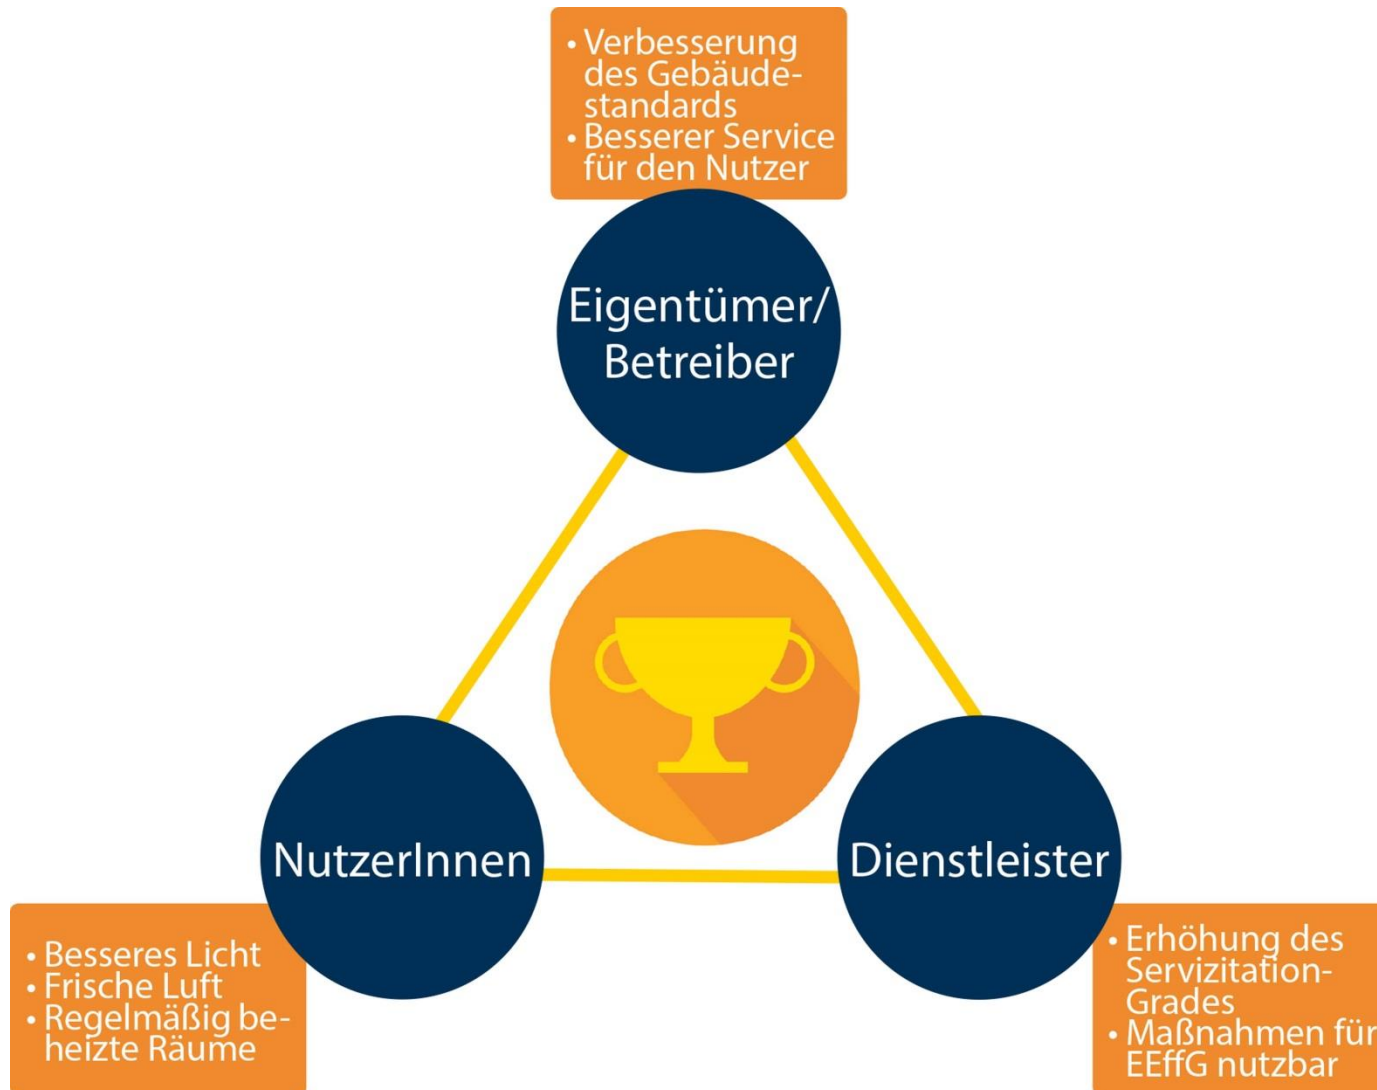 • Verbesserung
des Gebäude-
standards
• Besserer Service
für den Nutzer
Eigentümer/
Betreiber
NutzerInnen
Dienstleister
• Besseres Licht
• Frische Luft
• Regelmäßig be-
heizte Räume
• Erhöhung des
Servizitation-
Grades
• Maßnahmen für
EEffG nutzbar